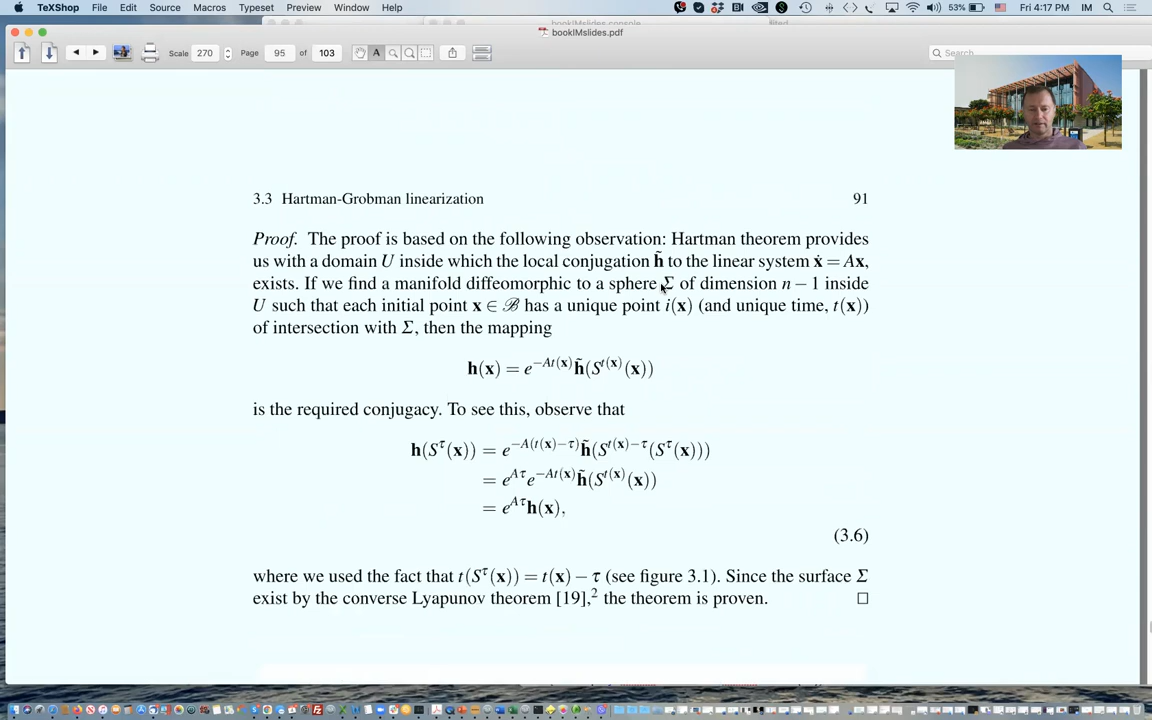 TeXShop File Edit Source Macros Typeset Preview Window Help 53% Fri 4:17 PM IM
bookIMslides.pdf
Scale 270 Page 95 of 103 A Search
3.3 Hartman-Grobman linearization 91
Proof. The proof is based on the following observation: Hartman theorem provides
us with a domain U inside which the local conjugation h̃ to the linear system ẋ = Ax,
exists. If we find a manifold diffeomorphic to a sphere Σ of dimension n − 1 inside
U such that each initial point x ∈ ℬ has a unique point i(x) (and unique time, t(x))
of intersection with Σ, then the mapping
h(x) = e^{−At(x)}h̃(S^{t(x)}(x))
is the required conjugacy. To see this, observe that
h(S^τ(x)) = e^{−A(t(x)−τ)}h̃(S^{t(x)−τ}(S^τ(x)))
= e^{Aτ}e^{−At(x)}h̃(S^{t(x)}(x))
= e^{Aτ}h(x),
(3.6)
where we used the fact that t(S^τ(x)) = t(x) − τ (see figure 3.1). Since the surface Σ
exist by the converse Lyapunov theorem [19],² the theorem is proven. □